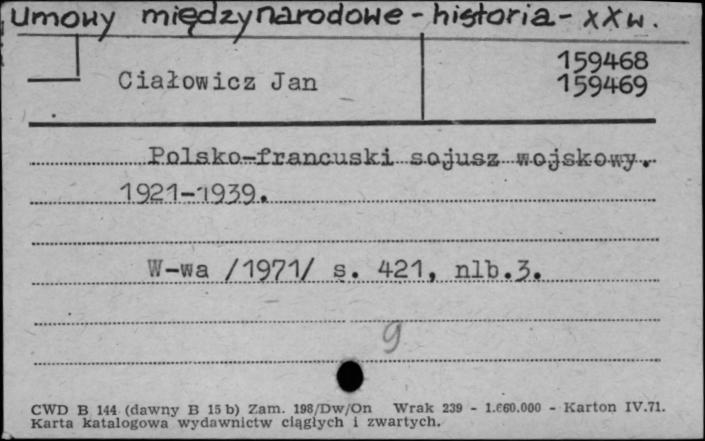 Umowy międzynarodowe - historia - XX w.
159468
Ciałowicz Jan 159469
Polsko-francuski sojusz wojskowy.
1921-1939.
W-wa /1971/ s. 421, nlb.3.
g
CWD B 144 (dawny B 15 b) Zam. 198/Dw/On Wrak 239 - 1.660.000 - Karton IV.71.
Karta katalogowa wydawnictw ciągłych i zwartych.